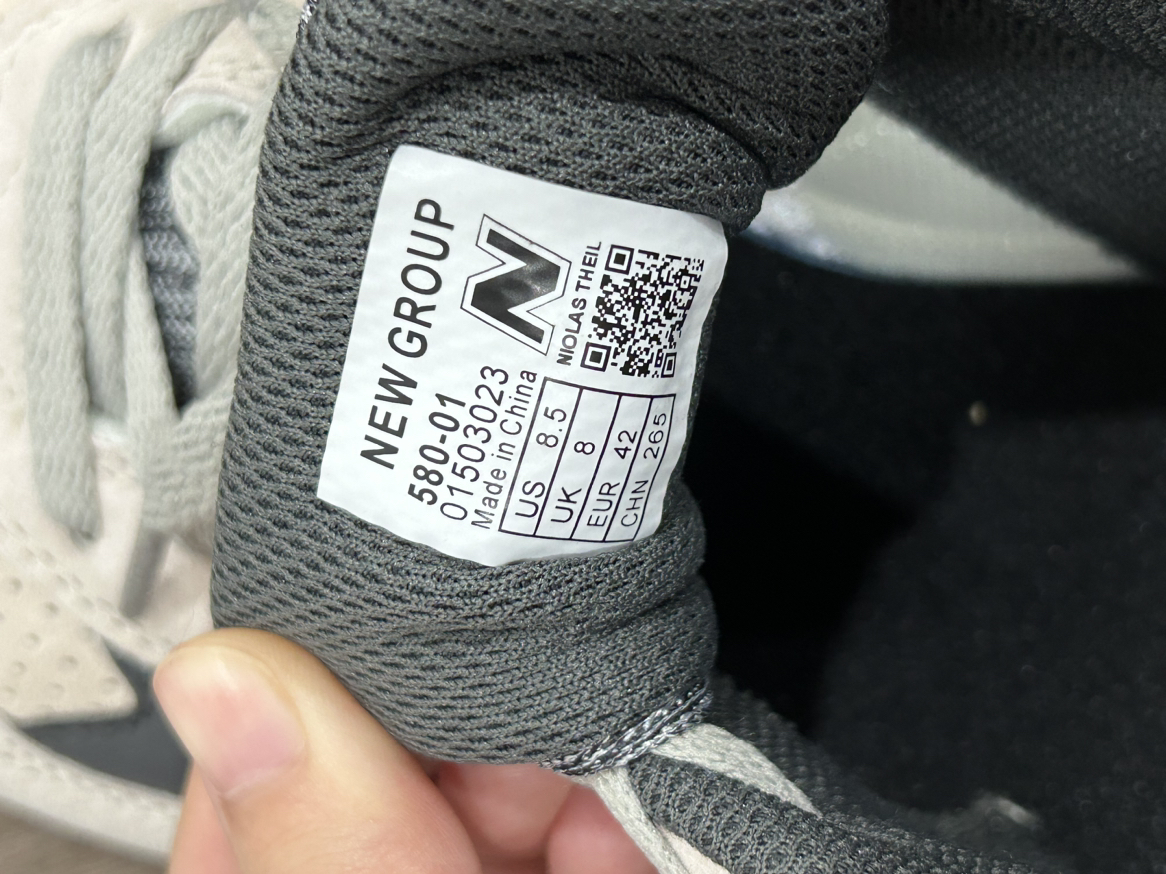 NEW GROUP
N
NIOLAS THEIL
580-01
01503023
Made in China
US 8.5
UK 8
EUR 42
CHN 265